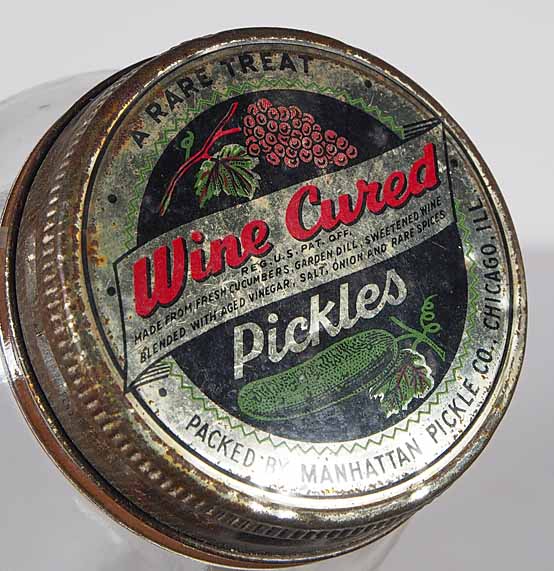 A RARE TREAT
Wine Cured
REG. U.S. PAT. OFF.
MADE FROM FRESH CUCUMBERS, GARDEN DILL, SWEETENED WINE
BLENDED WITH AGED VINEGAR, SALT, ONION AND RARE SPICES
Pickles
PACKED BY MANHATTAN PICKLE CO., CHICAGO, ILL.